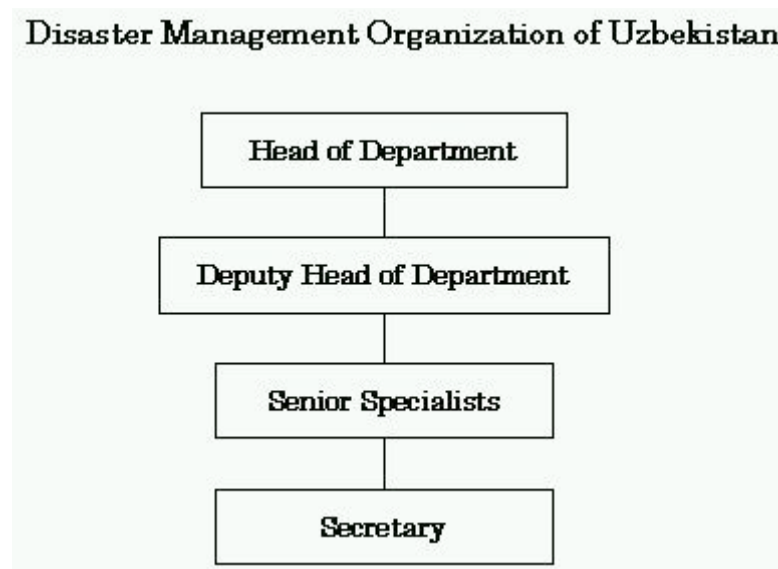 Disaster Management Organization of Uzbekistan
Head of Department
Deputy Head of Department
Senior Specialists
Secretary